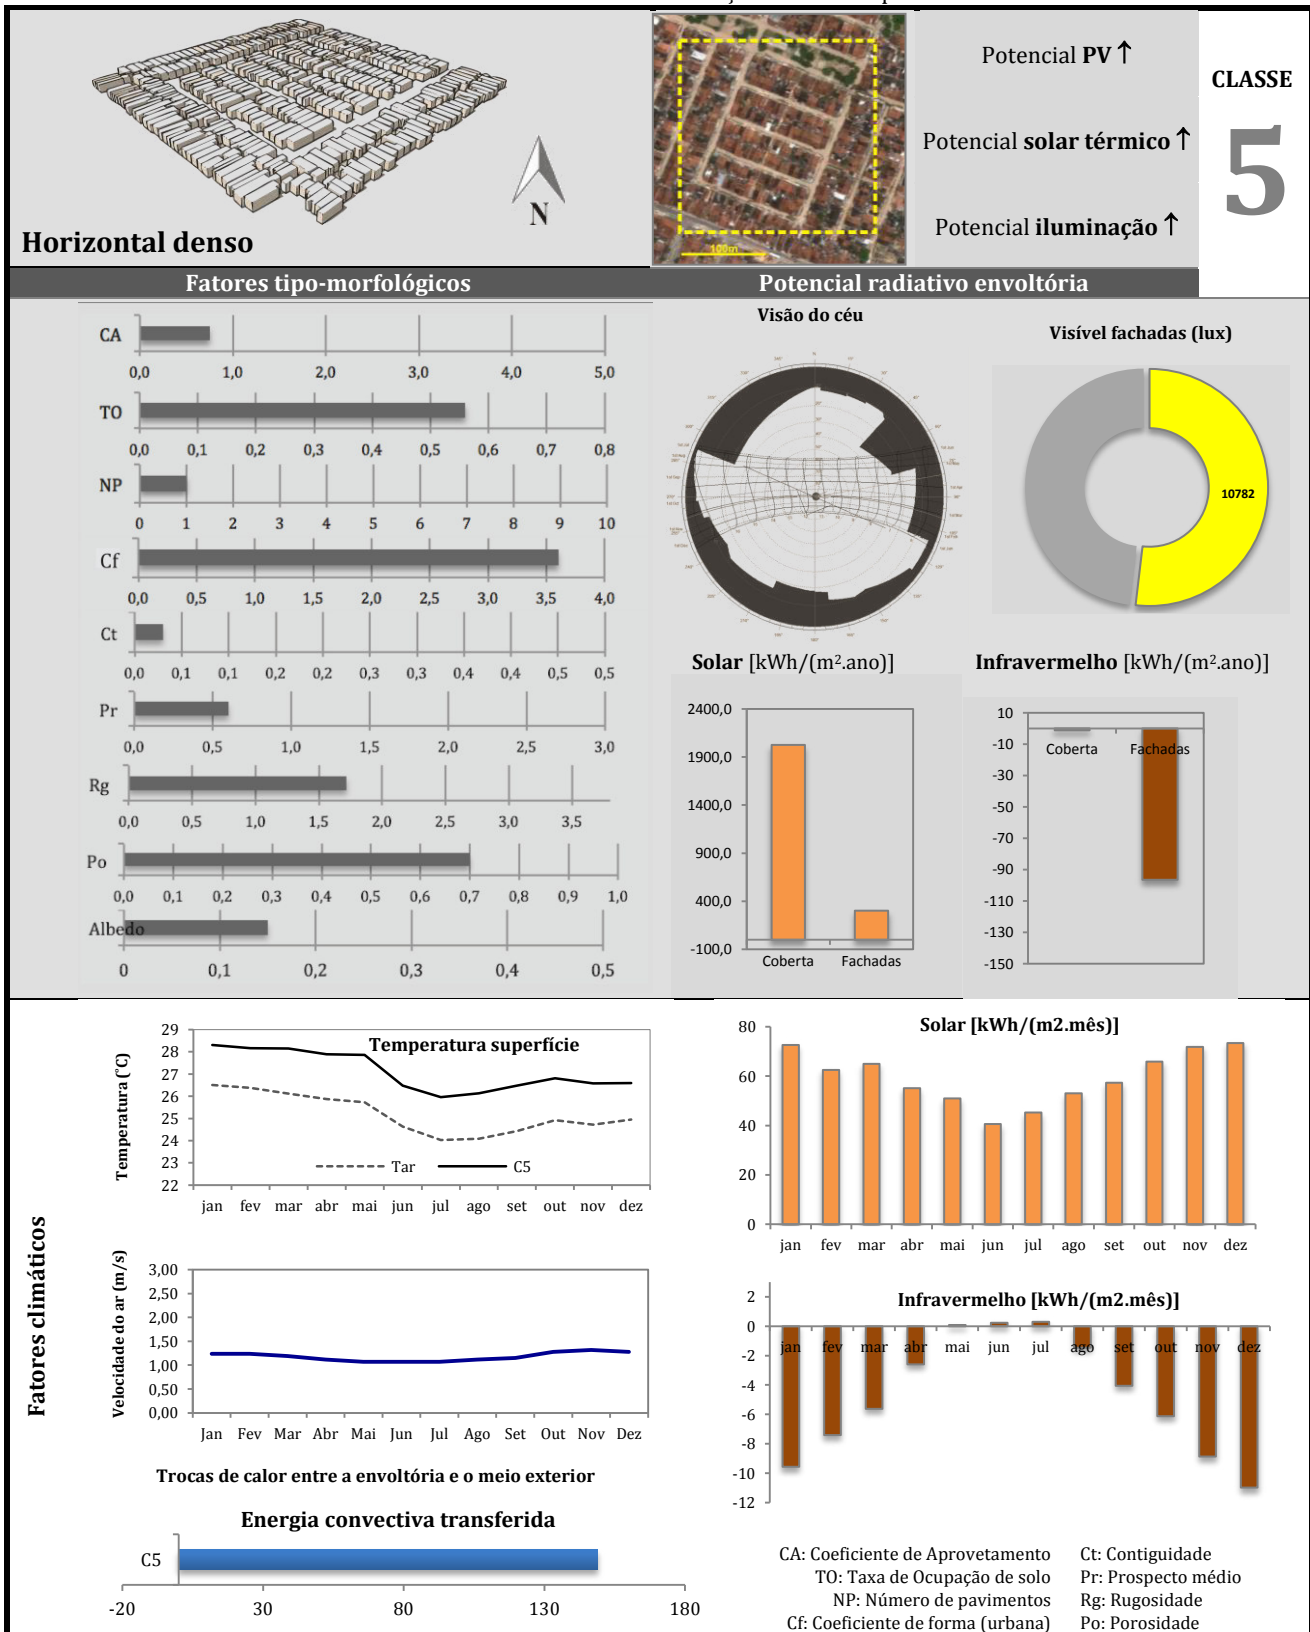 Potencial PV ↑
CLASSE
Potencial solar térmico ↑
5
N
Potencial iluminação ↑
Horizontal denso
100m
Fatores tipo-morfológicos
Potencial radiativo envoltória
Visão do céu
Visível fachadas (lux)
10782
CA
0,0 1,0 2,0 3,0 4,0 5,0
TO
0,0 0,1 0,2 0,3 0,4 0,5 0,6 0,7 0,8
NP
0 1 2 3 4 5 6 7 8 9 10
Cf
0,0 0,5 1,0 1,5 2,0 2,5 3,0 3,5 4,0
Ct
0,0 0,1 0,1 0,2 0,2 0,3 0,3 0,4 0,4 0,5 0,5
Pr
0,0 0,5 1,0 1,5 2,0 2,5 3,0
Rg
0,0 0,5 1,0 1,5 2,0 2,5 3,0 3,5
Po
0,0 0,1 0,2 0,3 0,4 0,5 0,6 0,7 0,8 0,9 1,0
Albedo
0 0,1 0,2 0,3 0,4 0,5
Solar [kWh/(m².ano)]
2400,0
1900,0
1400,0
900,0
400,0
-100,0
Coberta Fachadas
Infravermelho [kWh/(m².ano)]
10
-10
-30
-50
-70
-90
-110
-130
-150
Coberta Fachadas
Fatores climáticos
Temperatura superfície
Temperatura (°C)
29
28
27
26
25
24
23
22
Tar C5
jan fev mar abr mai jun jul ago set out nov dez
Solar [kWh/(m2.mês)]
80
60
40
20
0
jan fev mar abr mai jun jul ago set out nov dez
Velocidade do ar (m/s)
3,00
2,50
2,00
1,50
1,00
0,50
0,00
Jan Fev Mar Abr Mai Jun Jul Ago Set Out Nov Dez
Infravermelho [kWh/(m2.mês)]
2
0
-2
-4
-6
-8
-10
-12
jan fev mar abr mai jun jul ago set out nov dez
Trocas de calor entre a envoltória e o meio exterior
Energia convectiva transferida
C5
-20 30 80 130 180
CA: Coeficiente de Aprovetamento
TO: Taxa de Ocupação de solo
NP: Número de pavimentos
Cf: Coeficiente de forma (urbana)
Ct: Contiguidade
Pr: Prospecto médio
Rg: Rugosidade
Po: Porosidade